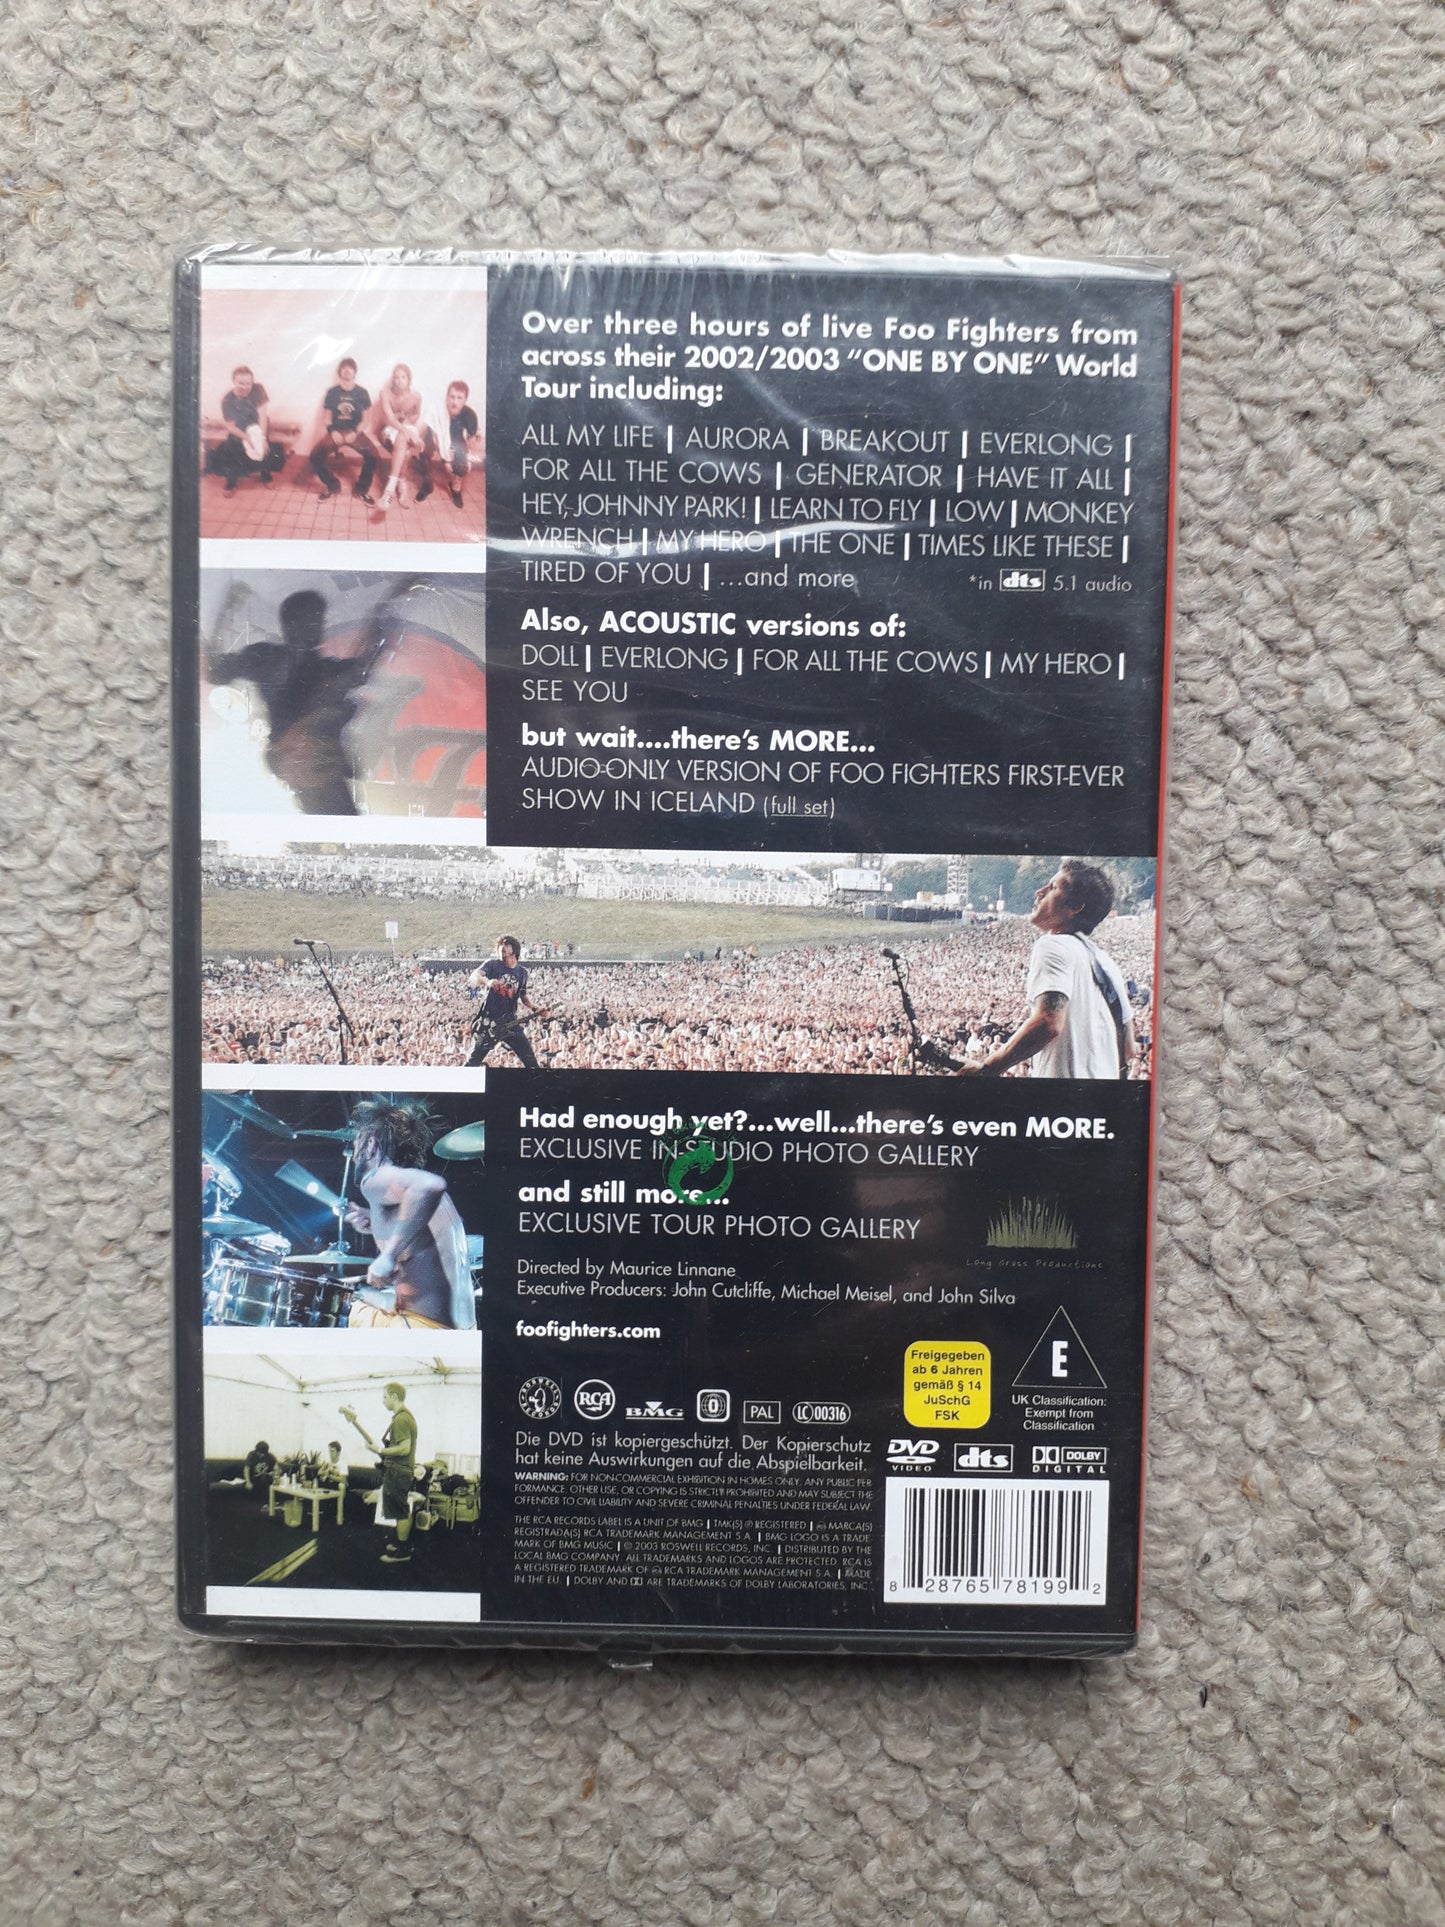 Over three hours of live Foo Fighters from
across their 2002/2003 "ONE BY ONE" World
Tour including:
ALL MY LIFE | AURORA | BREAKOUT | EVERLONG |
FOR ALL THE COWS | GENERATOR | HAVE IT ALL |
HEY, JOHNNY PARK! | LEARN TO FLY | LOW | MONKEY
WRENCH | MY HERO | THE ONE | TIMES LIKE THESE |
TIRED OF YOU | ...and more *in dts 5.1 audio
Also, ACOUSTIC versions of:
DOLL | EVERLONG | FOR ALL THE COWS | MY HERO |
SEE YOU
but wait....there's MORE...
AUDIO-ONLY VERSION OF FOO FIGHTERS FIRST-EVER
SHOW IN ICELAND (full set)
Had enough yet?...well...there's even MORE.
EXCLUSIVE IN-STUDIO PHOTO GALLERY
and still more...
EXCLUSIVE TOUR PHOTO GALLERY
Long Grass Productions
Directed by Maurice Linnane
Executive Producers: John Cutcliffe, Michael Meisel, and John Silva
foofighters.com
Freigegeben
ab 6 Jahren
gemäß § 14
JuSchG
FSK
E
UK Classification:
Exempt from
Classification
ROSWELL RECORDS RCA BMG PAL LC 00316
Die DVD ist kopiergeschützt. Der Kopierschutz
hat keine Auswirkungen auf die Abspielbarkeit.
DVD VIDEO dts DOLBY DIGITAL
WARNING: FOR NON-COMMERCIAL EXHIBITION IN HOMES ONLY. ANY PUBLIC PER
FORMANCE, OTHER USE, OR COPYING IS STRICTLY PROHIBITED AND MAY SUBJECT THE
OFFENDER TO CIVIL LIABILITY AND SEVERE CRIMINAL PENALTIES UNDER FEDERAL LAW.
THE RCA RECORDS LABEL IS A UNIT OF BMG | TMK(S) ® REGISTERED | MARCA(S)
REGISTRADA(S) RCA TRADEMARK MANAGEMENT S.A. | BMG LOGO IS A TRADE
MARK OF BMG MUSIC | © 2003 ROSWELL RECORDS, INC. | DISTRIBUTED BY THE
LOCAL BMG COMPANY. ALL TRADEMARKS AND LOGOS ARE PROTECTED. RCA IS
A REGISTERED TRADEMARK OF RCA TRADEMARK MANAGEMENT S.A. | MADE
IN THE EU. | DOLBY AND ARE TRADEMARKS OF DOLBY LABORATORIES, INC.
8 28765 78199 2